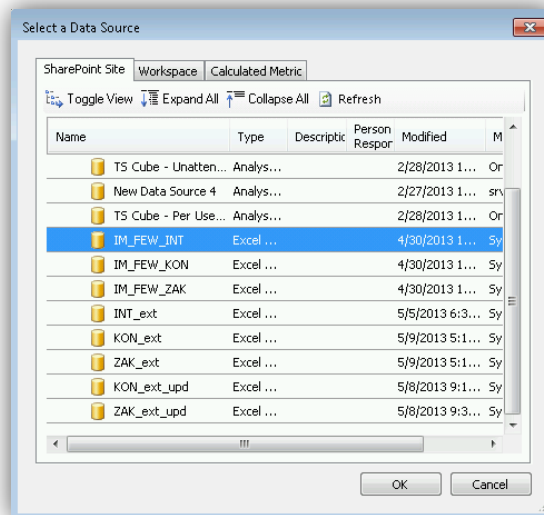 Select a Data Source
SharePoint Site Workspace Calculated Metric
Toggle View Expand All Collapse All Refresh
Name Type Descriptic Person Respor Modified M
TS Cube - Unatten... Analys... 2/28/2013 1... Or
New Data Source 4 Analys... 2/27/2013 1... srv
TS Cube - Per Use... Analys... 2/28/2013 1... Or
IM_FEW_INT Excel ... 4/30/2013 1... Sy
IM_FEW_KON Excel ... 4/30/2013 1... Sy
IM_FEW_ZAK Excel ... 4/30/2013 1... Sy
INT_ext Excel ... 5/5/2013 6:3... Sy
KON_ext Excel ... 5/9/2013 5:1... Sy
ZAK_ext Excel ... 5/9/2013 5:1... Sy
KON_ext_upd Excel ... 5/8/2013 9:1... Sy
ZAK_ext_upd Excel ... 5/8/2013 9:3... Sy
OK Cancel